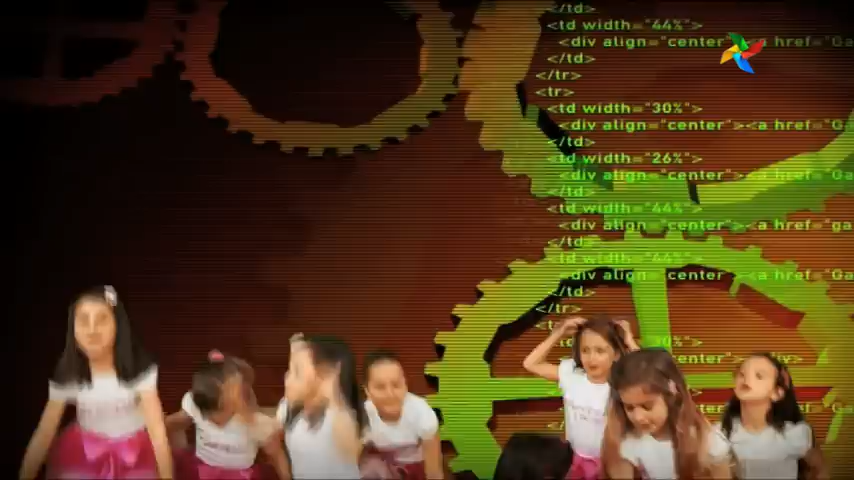 </td>
<td width="44%">
<div align="center"><a href="Ga
</td>
</tr>
<tr>
<td width="30%">
<div align="center"><a href="Ga
</td>
<td width="26%">
<div align="center"><a href="Ga
</td>
<td width="44%">
<div align="center"><a href="ga
</td>
<td width="44%">
<div align="center"><a href="Ga
</td>
</tr>